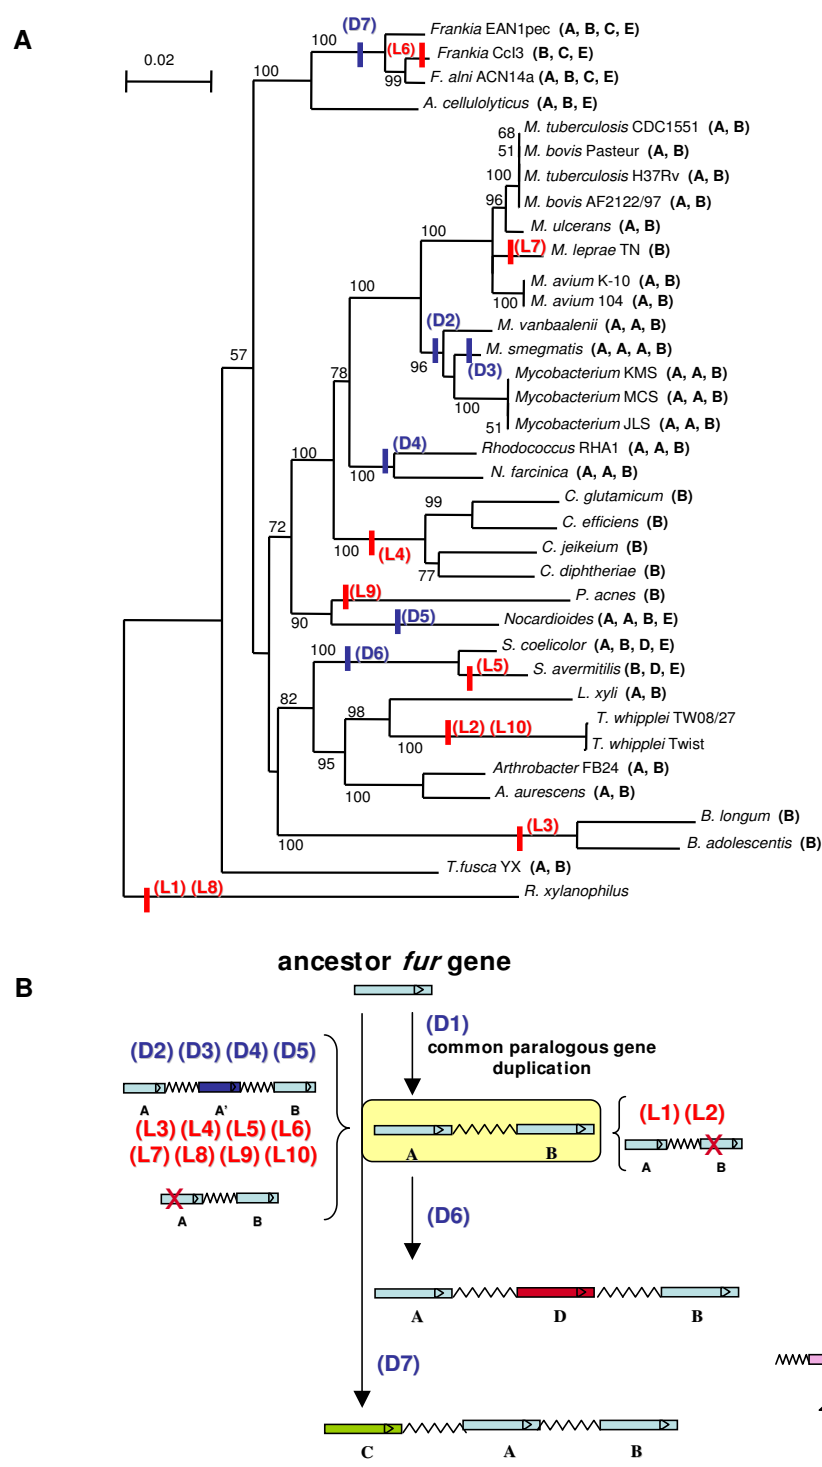 A
0.02
(D7)
100
Frankia EAN1pec (A, B, C, E)
(L6)
Frankia CcI3 (B, C, E)
99
F. alni ACN14a (A, B, C, E)
100
A. cellulolyticus (A, B, E)
68
M. tuberculosis CDC1551 (A, B)
51
M. bovis Pasteur (A, B)
100
M. tuberculosis H37Rv (A, B)
96
M. bovis AF2122/97 (A, B)
M. ulcerans (A, B)
100
(L7)
M. leprae TN (B)
M. avium K-10 (A, B)
100
M. avium 104 (A, B)
100
(D2)
M. vanbaalenii (A, A, B)
M. smegmatis (A, A, A, B)
96
(D3)
57
78
Mycobacterium KMS (A, A, B)
Mycobacterium MCS (A, A, B)
100
51
Mycobacterium JLS (A, A, B)
(D4)
Rhodococcus RHA1 (A, A, B)
100
100
N. farcinica (A, A, B)
99
C. glutamicum (B)
C. efficiens (B)
72
100
(L4)
C. jeikeium (B)
77
C. diphtheriae (B)
(L9)
P. acnes (B)
90
(D5)
Nocardioides (A, A, B, E)
100
(D6)
S. coelicolor (A, B, D, E)
(L5)
S. avermitilis (B, D, E)
82
L. xyli (A, B)
98
(L2) (L10)
T. whipplei TW08/27
100
T. whipplei Twist
95
Arthrobacter FB24 (A, B)
100
A. aurescens (A, B)
(L3)
B. longum (B)
100
B. adolescentis (B)
T.fusca YX (A, B)
(L1) (L8)
R. xylanophilus
B
ancestor fur gene
(D1)
common paralogous gene
duplication
(D2) (D3) (D4) (D5)
A A' B
(L3) (L4) (L5) (L6)
(L7) (L8) (L9) (L10)
A B
A B
(L1) (L2)
A B
(D6)
A D B
(D7)
C A B